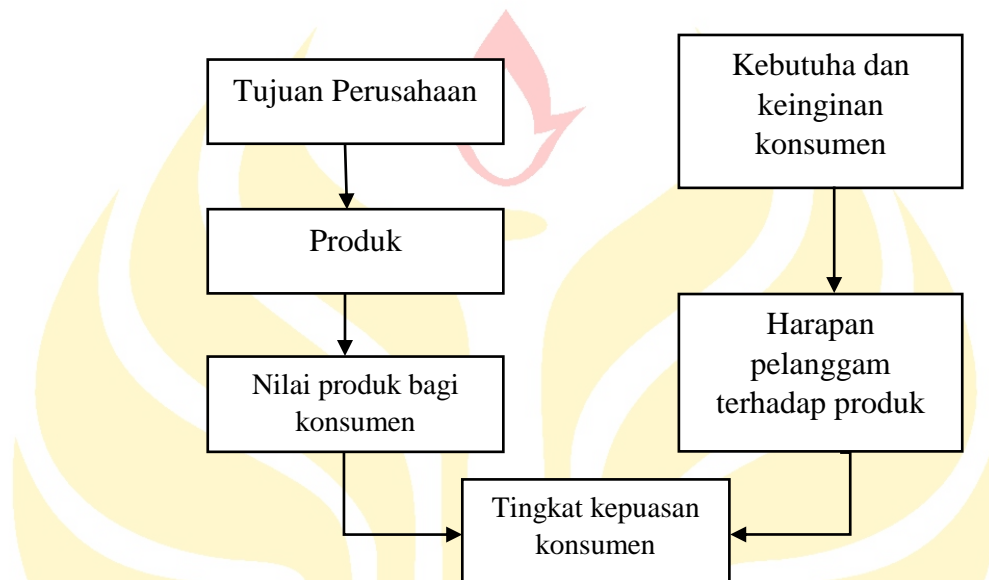 Tujuan Perusahaan
Produk
Nilai produk bagi
konsumen
Kebutuha dan
keinginan
konsumen
Harapan
pelanggam
terhadap produk
Tingkat kepuasan
konsumen